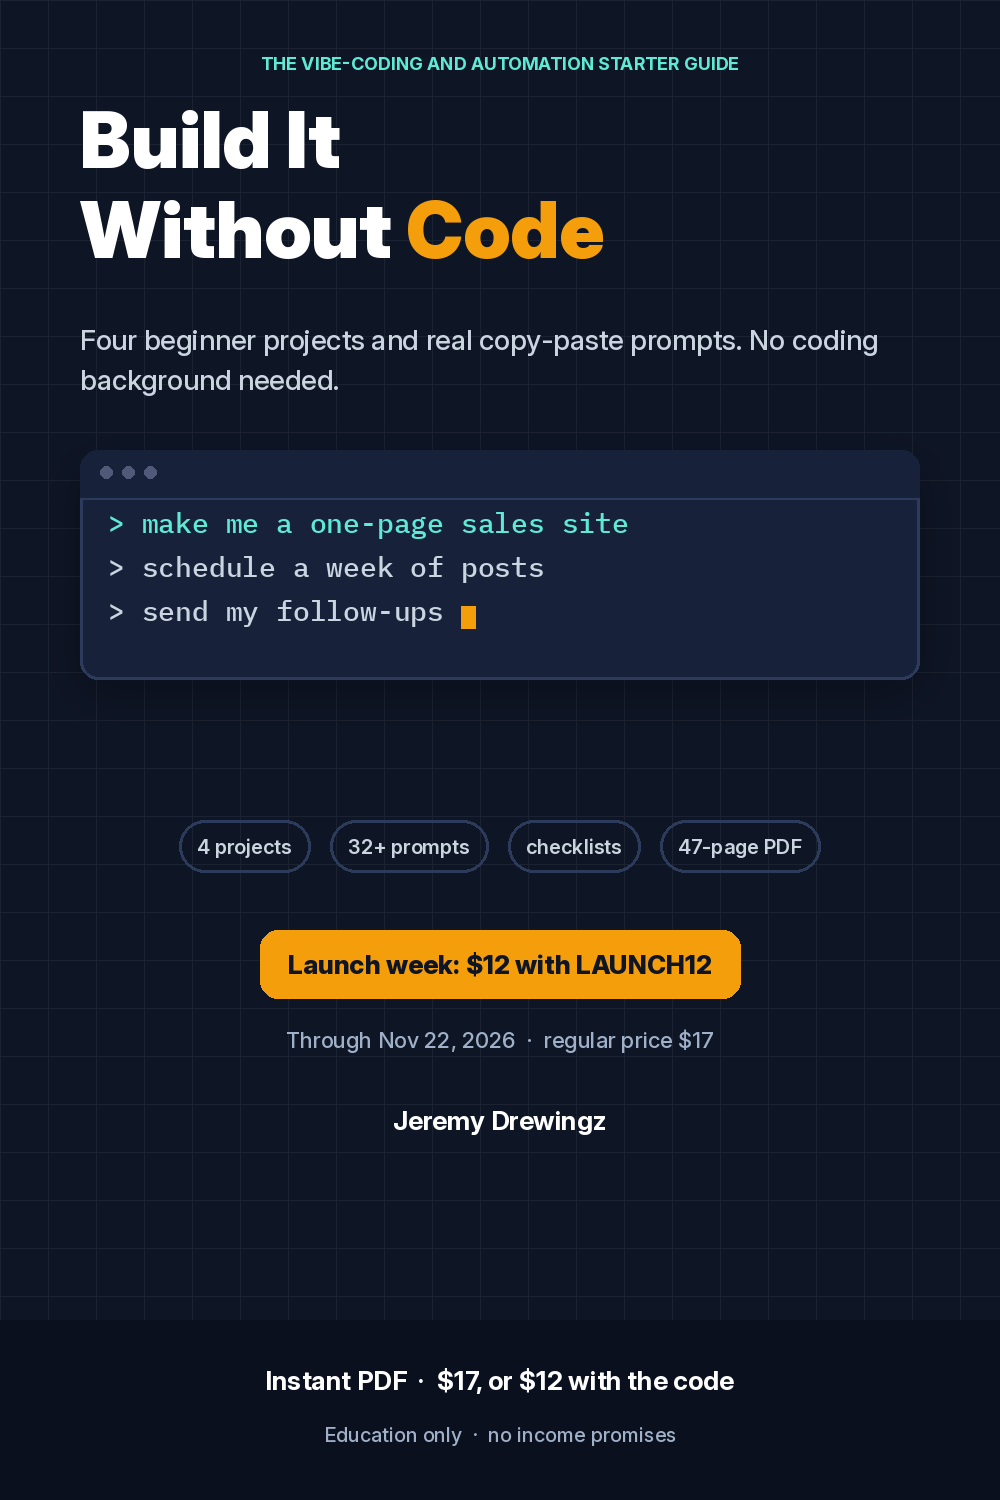 THE VIBE-CODING AND AUTOMATION STARTER GUIDE
Build It
Without Code
Four beginner projects and real copy-paste prompts. No coding
background needed.
> make me a one-page sales site
> schedule a week of posts
> send my follow-ups
4 projects
32+ prompts
checklists
47-page PDF
Launch week: $12 with LAUNCH12
Through Nov 22, 2026 · regular price $17
Jeremy Drewingz
Instant PDF · $17, or $12 with the code
Education only · no income promises